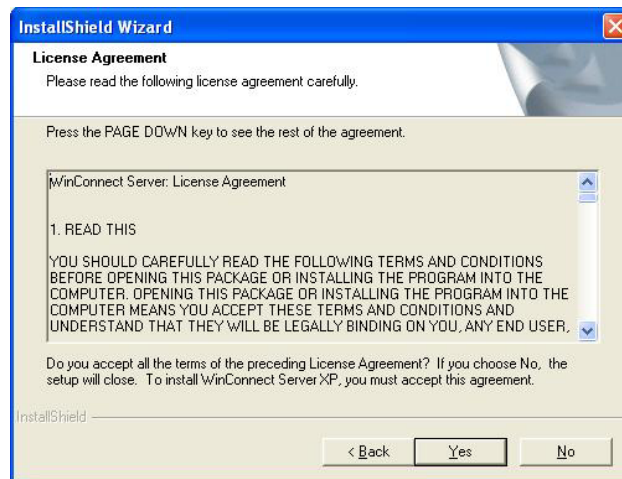 InstallShield Wizard
License Agreement
Please read the following license agreement carefully.
Press the PAGE DOWN key to see the rest of the agreement.
WinConnect Server: License Agreement
1. READ THIS
YOU SHOULD CAREFULLY READ THE FOLLOWING TERMS AND CONDITIONS
BEFORE OPENING THIS PACKAGE OR INSTALLING THE PROGRAM INTO THE
COMPUTER. OPENING THIS PACKAGE OR INSTALLING THE PROGRAM INTO THE
COMPUTER MEANS YOU ACCEPT THESE TERMS AND CONDITIONS AND
UNDERSTAND THAT THEY WILL BE LEGALLY BINDING ON YOU, ANY END USER,
Do you accept all the terms of the preceding License Agreement? If you choose No, the
setup will close. To install WinConnect Server XP, you must accept this agreement.
InstallShield
< Back Yes No